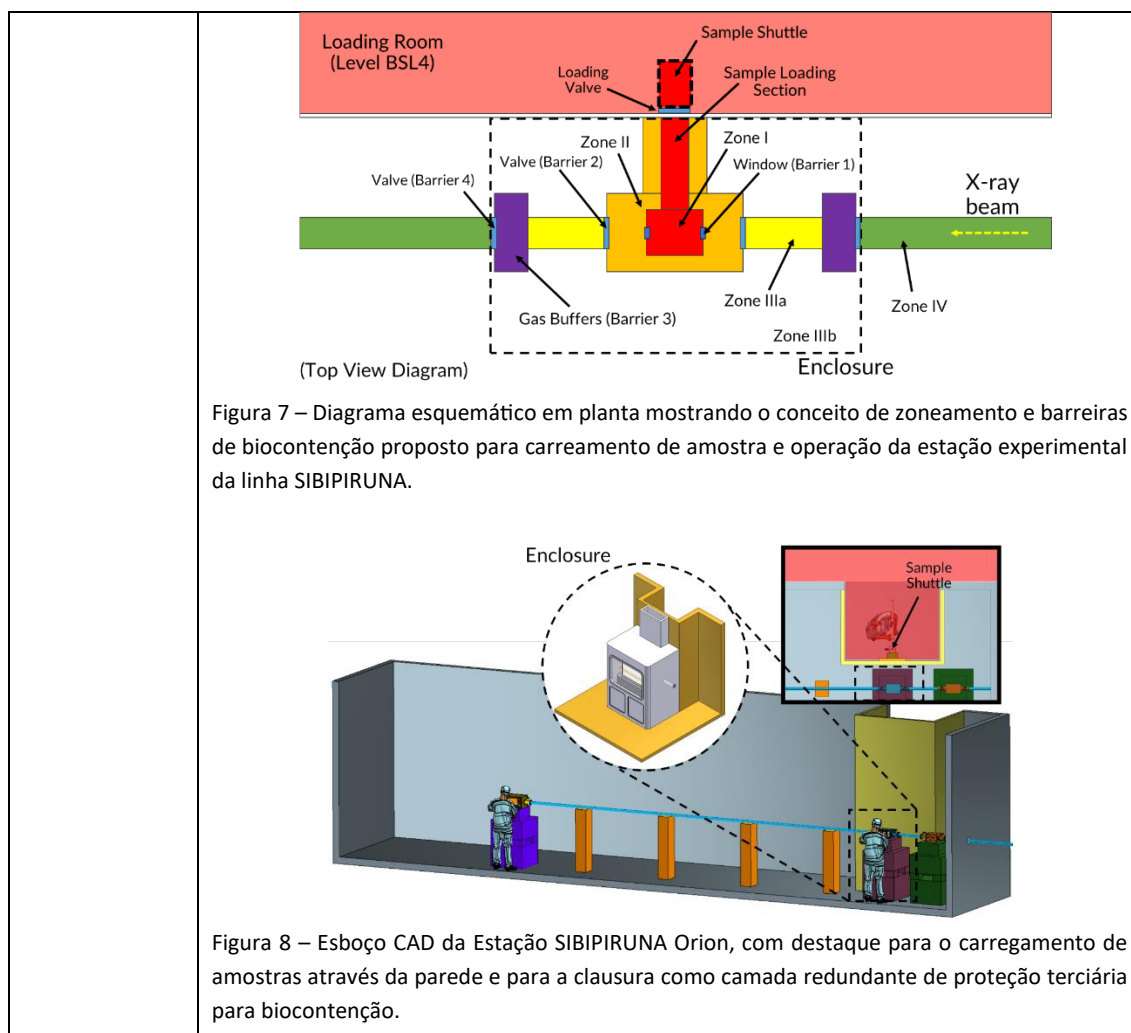 Loading Room
(Level BSL4)
Sample Shuttle
Loading
Valve
Sample Loading
Section
Zone II
Zone I
Valve (Barrier 2)
Window (Barrier 1)
Valve (Barrier 4)
X-ray
beam
Zone IIIa
Zone IV
Gas Buffers (Barrier 3)
Zone IIIb
(Top View Diagram)
Enclosure
Figura 7 – Diagrama esquemático em planta mostrando o conceito de zoneamento e barreiras
de biocontenção proposto para carreamento de amostra e operação da estação experimental
da linha SIBIPIRUNA.
Enclosure
Sample
Shuttle
Figura 8 – Esboço CAD da Estação SIBIPIRUNA Orion, com destaque para o carregamento de
amostras através da parede e para a clausura como camada redundante de proteção terciária
para biocontenção.